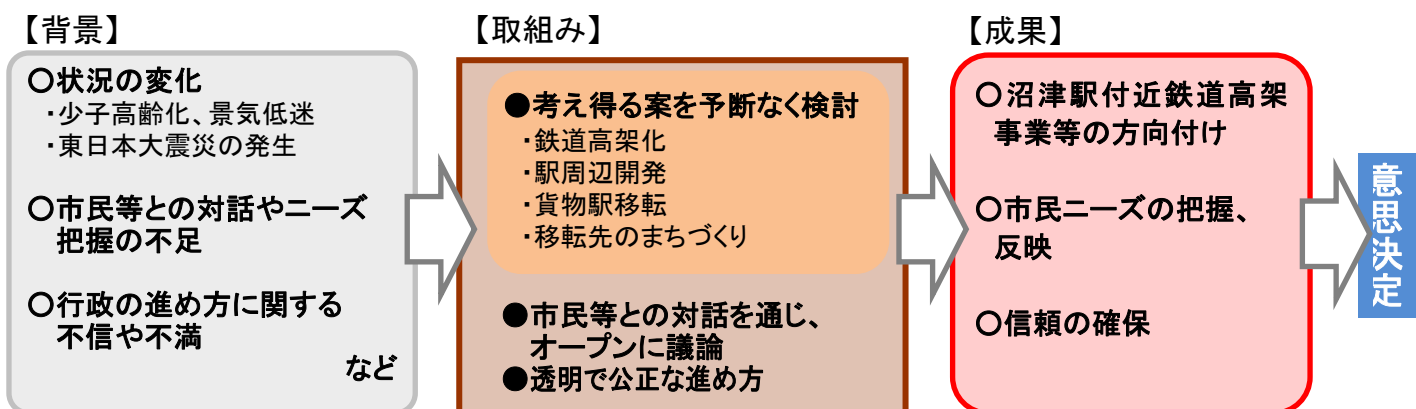 【背景】
○状況の変化
・少子高齢化、景気低迷
・東日本大震災の発生
○市民等との対話やニーズ
把握の不足
○行政の進め方に関する
不信や不満
など
【取組み】
●考え得る案を予断なく検討
・鉄道高架化
・駅周辺開発
・貨物駅移転
・移転先のまちづくり
●市民等との対話を通じ、
オープンに議論
●透明で公正な進め方
【成果】
○沼津駅付近鉄道高架
事業等の方向付け
○市民ニーズの把握、
反映
○信頼の確保
意思決定